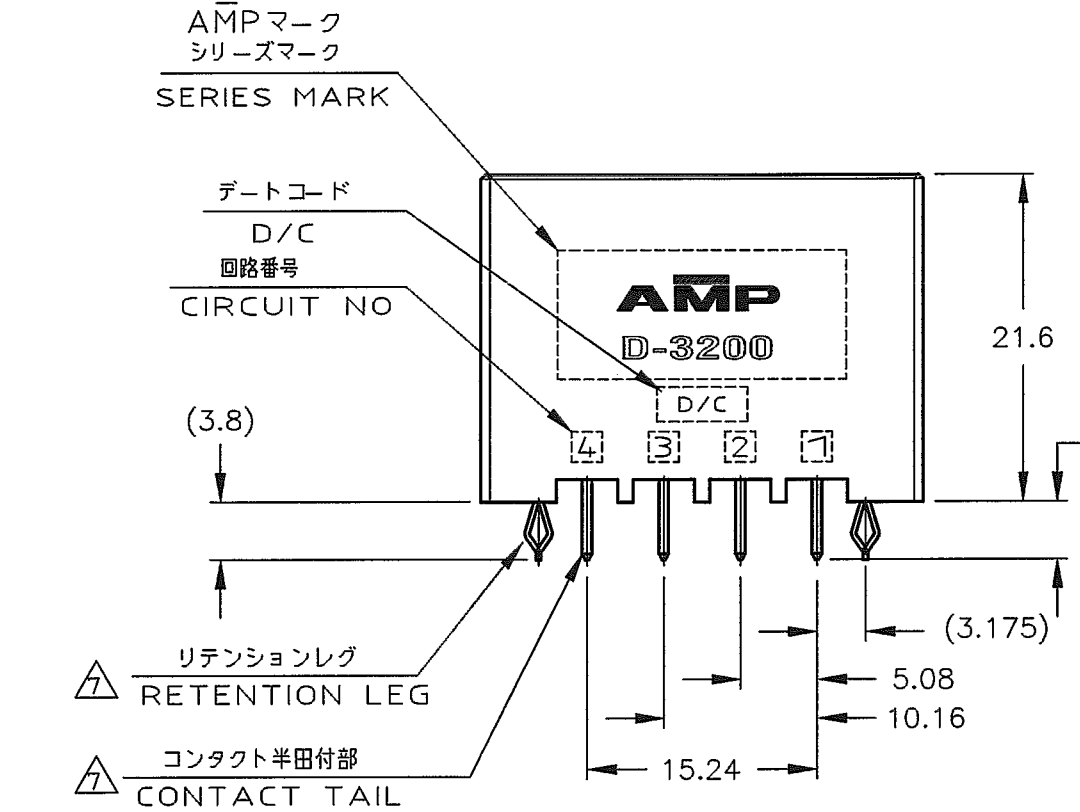 AMPマーク
シリーズマーク
SERIES MARK
デートコード
D/C
回路番号
CIRCUIT NO
AMP
D-3200
D/C
4 3 2 1
21.6
(3.8)
(3.175)
5.08
10.16
15.24
リテンションレグ
7 RETENTION LEG
コンタクト半田付部
7 CONTACT TAIL